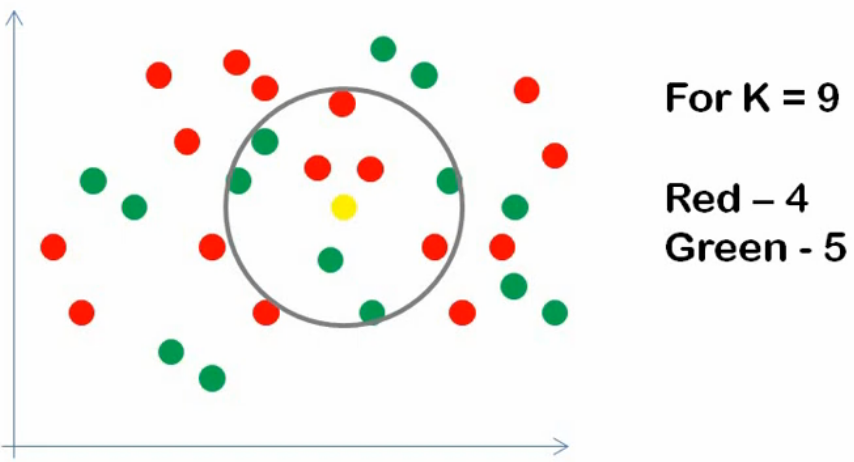 For K = 9
Red – 4
Green - 5